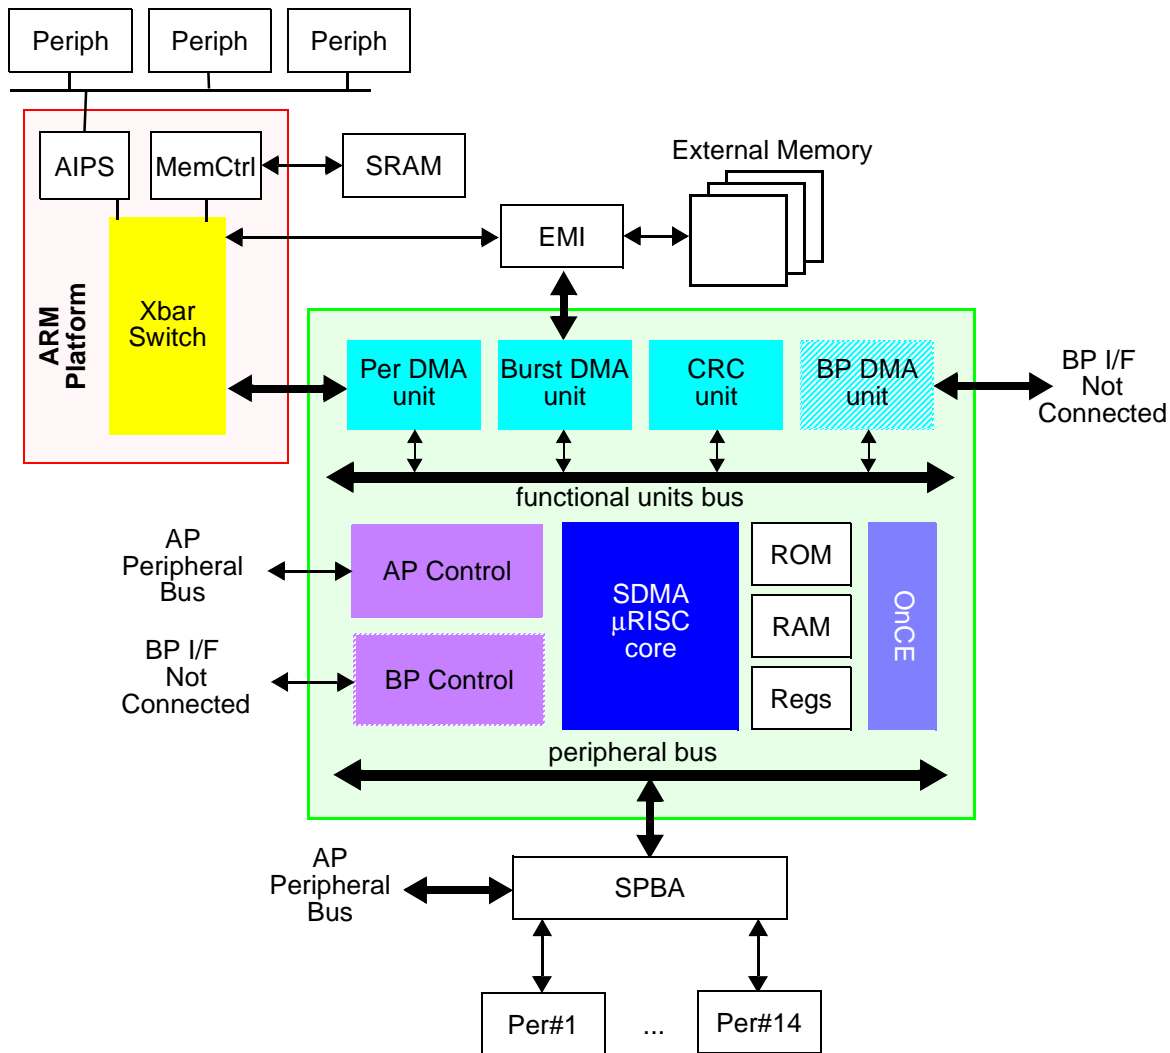 Periph
Periph
Periph
AIPS
MemCtrl
SRAM
External Memory
EMI
Xbar
Switch
ARM
Platform
Per DMA
unit
Burst DMA
unit
CRC
unit
BP DMA
unit
BP I/F
Not
Connected
functional units bus
AP
Peripheral
Bus
AP Control
SDMA
μRISC
core
ROM
RAM
Regs
OnCE
BP I/F
Not
Connected
BP Control
peripheral bus
AP
Peripheral
Bus
SPBA
Per#1
...
Per#14